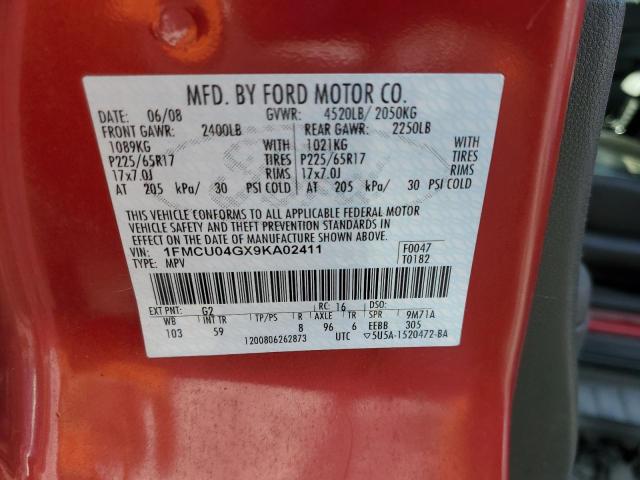 MFD. BY FORD MOTOR CO.
DATE: 06/08 GVWR: 4520LB/ 2050KG
FRONT GAWR: 2400LB REAR GAWR: 2250LB
1089KG WITH 1021KG WITH
P225/65R17 TIRES P225/65R17 TIRES
17x7.0J RIMS 17x7.0J RIMS
AT 205 kPa/ 30 PSI COLD AT 205 kPa/ 30 PSI COLD
THIS VEHICLE CONFORMS TO ALL APPLICABLE FEDERAL MOTOR
VEHICLE SAFETY AND THEFT PREVENTION STANDARDS IN
EFFECT ON THE DATE OF MANUFACTURE SHOWN ABOVE.
VIN: 1FMCU04GX9KA02411 F0047
TYPE: MPV T0182
EXT PNT: G2 RC: 16 DSO:
WB INT TR TP/PS R AXLE TR SPR 9M71A
103 59 8 96 6 EEBB 305
1200806262873 UTC ▽5U5A-1520472-BA